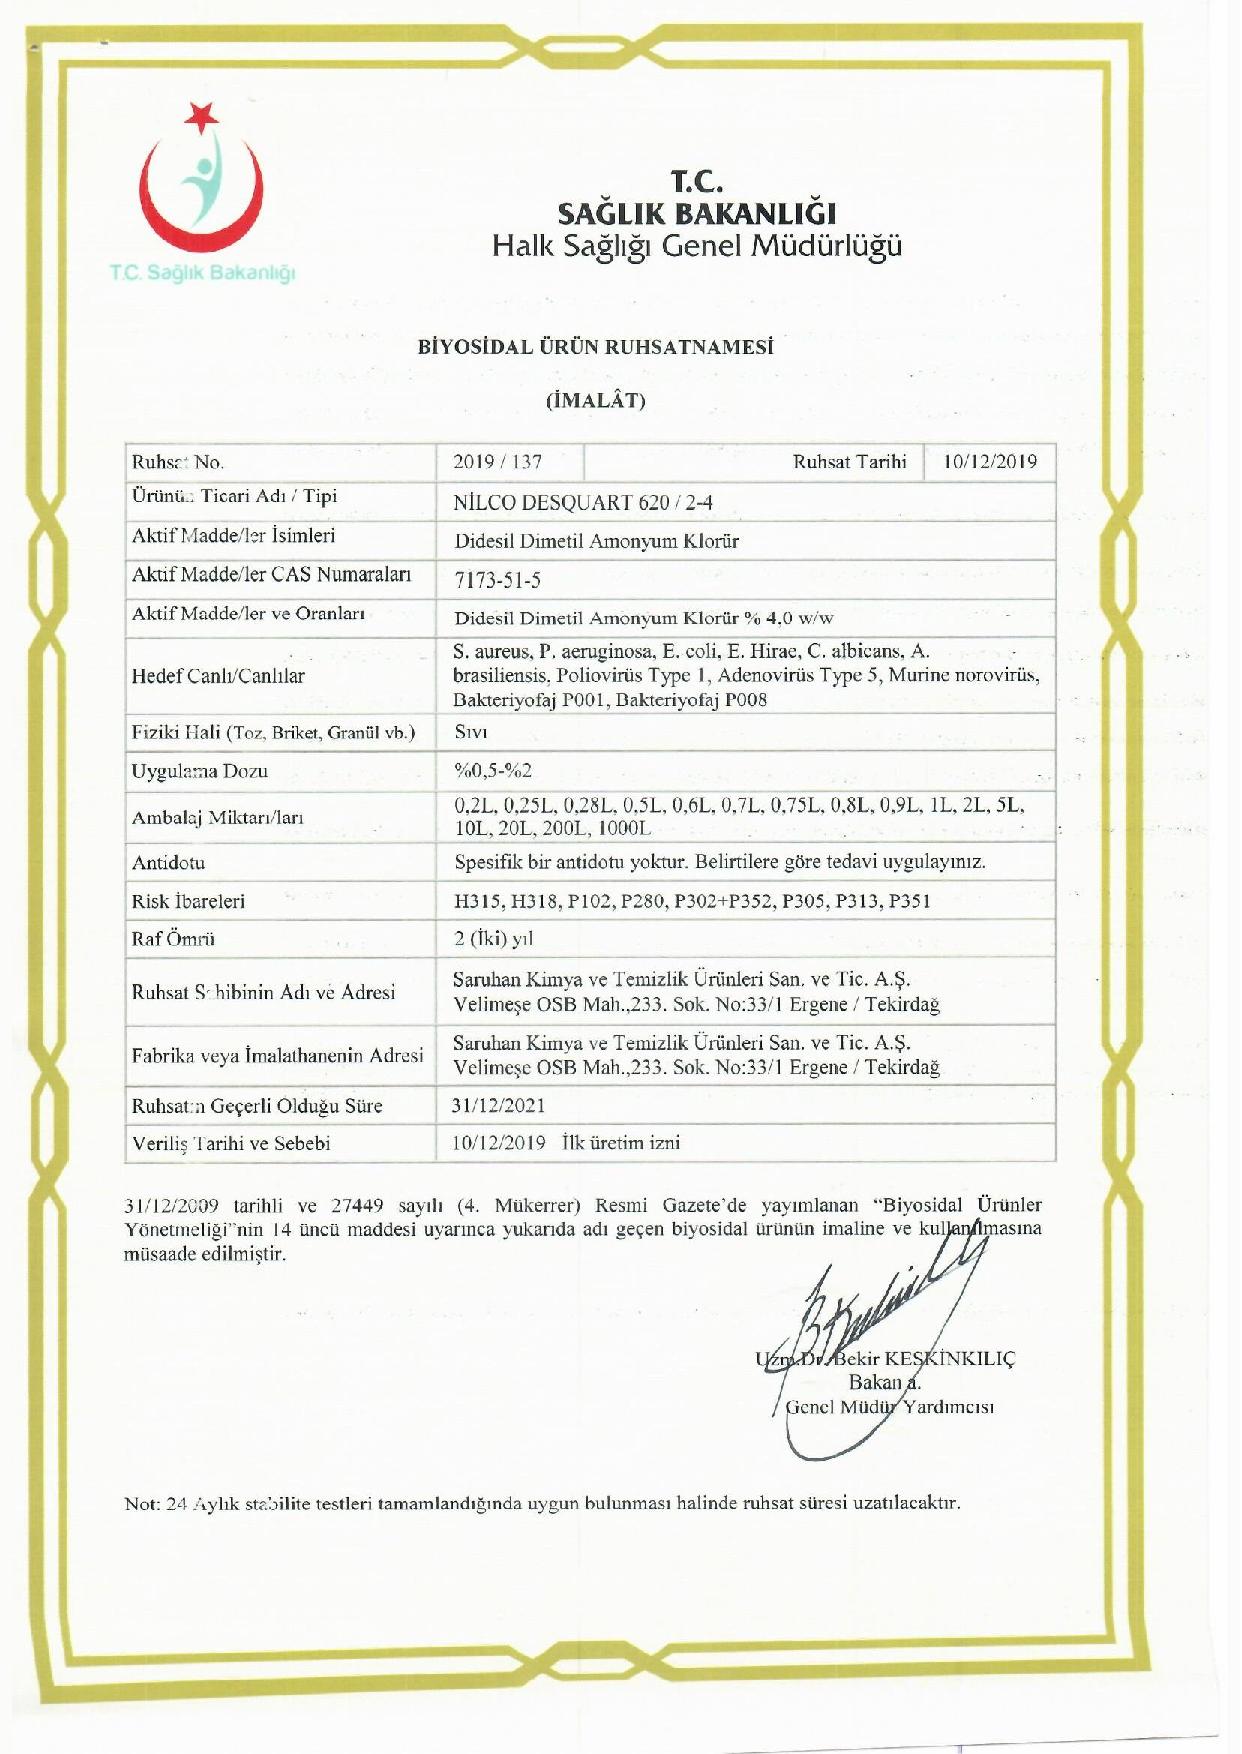 T.C. Sağlık Bakanlığı
T.C.
SAĞLIK BAKANLIĞI
Halk Sağlığı Genel Müdürlüğü
BİYOSİDAL ÜRÜN RUHSATNAMESİ
(İMALÂT)
Ruhsat No. 2019 / 137 Ruhsat Tarihi 10/12/2019
Ürünün Ticari Adı / Tipi NİLCO DESQUART 620 / 2-4
Aktif Madde/ler İsimleri Didesil Dimetil Amonyum Klorür
Aktif Madde/ler CAS Numaraları 7173-51-5
Aktif Madde/ler ve Oranları Didesil Dimetil Amonyum Klorür % 4,0 w/w
Hedef Canlı/Canlılar S. aureus, P. aeruginosa, E. coli, E. Hirae, C. albicans, A.
brasiliensis, Poliovirüs Type 1, Adenovirüs Type 5, Murine norovirüs,
Bakteriyofaj P001, Bakteriyofaj P008
Fiziki Hali (Toz, Briket, Granül vb.) Sıvı
Uygulama Dozu %0,5-%2
Ambalaj Miktarı/ları 0,2L, 0,25L, 0,28L, 0,5L, 0,6L, 0,7L, 0,75L, 0,8L, 0,9L, 1L, 2L, 5L,
10L, 20L, 200L, 1000L
Antidotu Spesifik bir antidotu yoktur. Belirtilere göre tedavi uygulayınız.
Risk İbareleri H315, H318, P102, P280, P302+P352, P305, P313, P351
Raf Ömrü 2 (İki) yıl
Ruhsat Sahibinin Adı ve Adresi Saruhan Kimya ve Temizlik Ürünleri San. ve Tic. A.Ş.
Velimeşe OSB Mah.,233. Sok. No:33/1 Ergene / Tekirdağ
Fabrika veya İmalathanenin Adresi Saruhan Kimya ve Temizlik Ürünleri San. ve Tic. A.Ş.
Velimeşe OSB Mah.,233. Sok. No:33/1 Ergene / Tekirdağ
Ruhsatın Geçerli Olduğu Süre 31/12/2021
Veriliş Tarihi ve Sebebi 10/12/2019 İlk üretim izni
31/12/2009 tarihli ve 27449 sayılı (4. Mükerrer) Resmi Gazete’de yayımlanan “Biyosidal Ürünler
Yönetmeliği”nin 14 üncü maddesi uyarınca yukarıda adı geçen biyosidal ürünün imaline ve kullanılmasına
müsaade edilmiştir.
Uzm.Dr.Bekir KESKİNKILIÇ
Bakan a.
Genel Müdür Yardımcısı
Not: 24 Aylık stabilite testleri tamamlandığında uygun bulunması halinde ruhsat süresi uzatılacaktır.